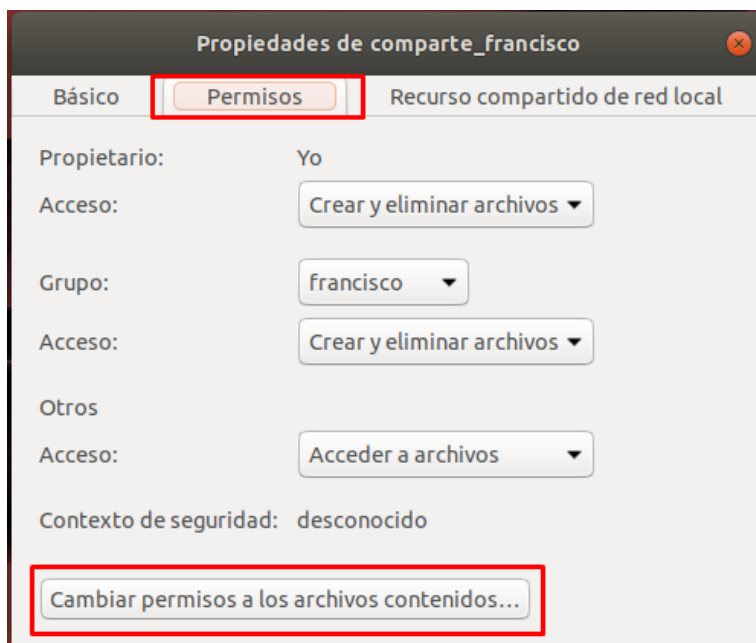 Propiedades de comparte_francisco
Básico Permisos Recurso compartido de red local
Propietario: Yo
Acceso: Crear y eliminar archivos
Grupo: francisco
Acceso: Crear y eliminar archivos
Otros
Acceso: Acceder a archivos
Contexto de seguridad: desconocido
Cambiar permisos a los archivos contenidos...